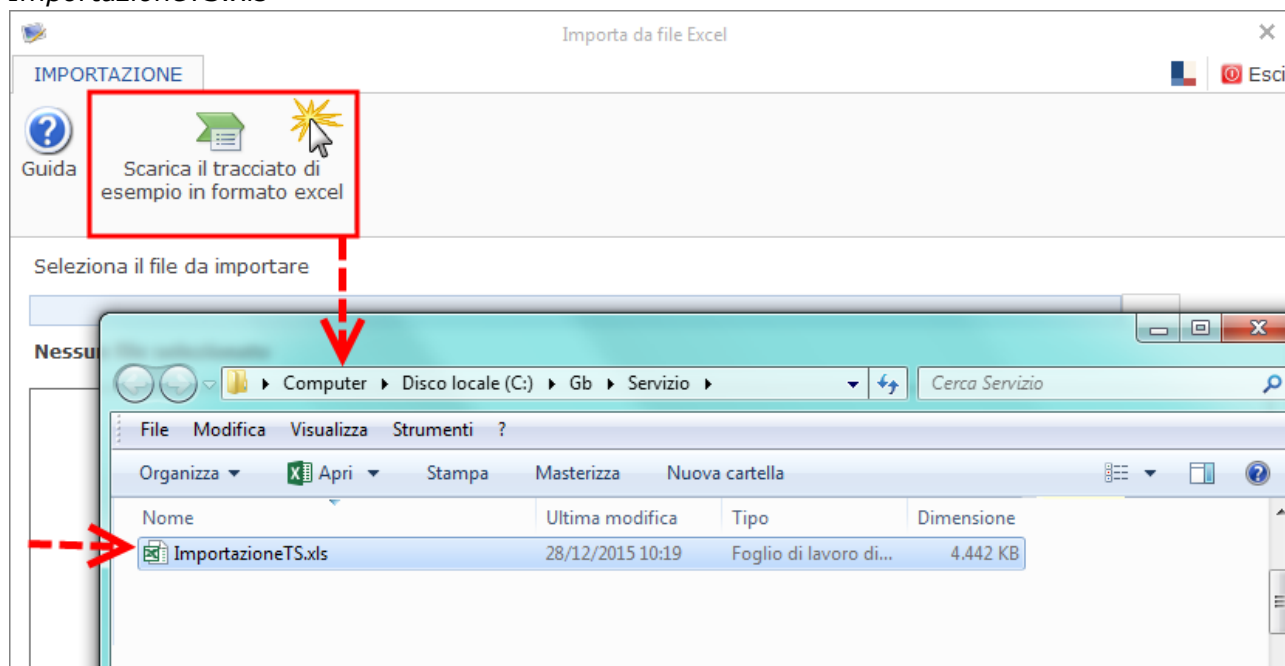 ImportazioneTS.xls
Importa da file Excel
IMPORTAZIONE
Esci
Guida
Scarica il tracciato di
esempio in formato excel
Seleziona il file da importare
Nessu
Computer Disco locale (C:) Gb Servizio
Cerca Servizio
File Modifica Visualizza Strumenti ?
Organizza Apri Stampa Masterizza Nuova cartella
Nome Ultima modifica Tipo Dimensione
ImportazioneTS.xls 28/12/2015 10:19 Foglio di lavoro di... 4.442 KB